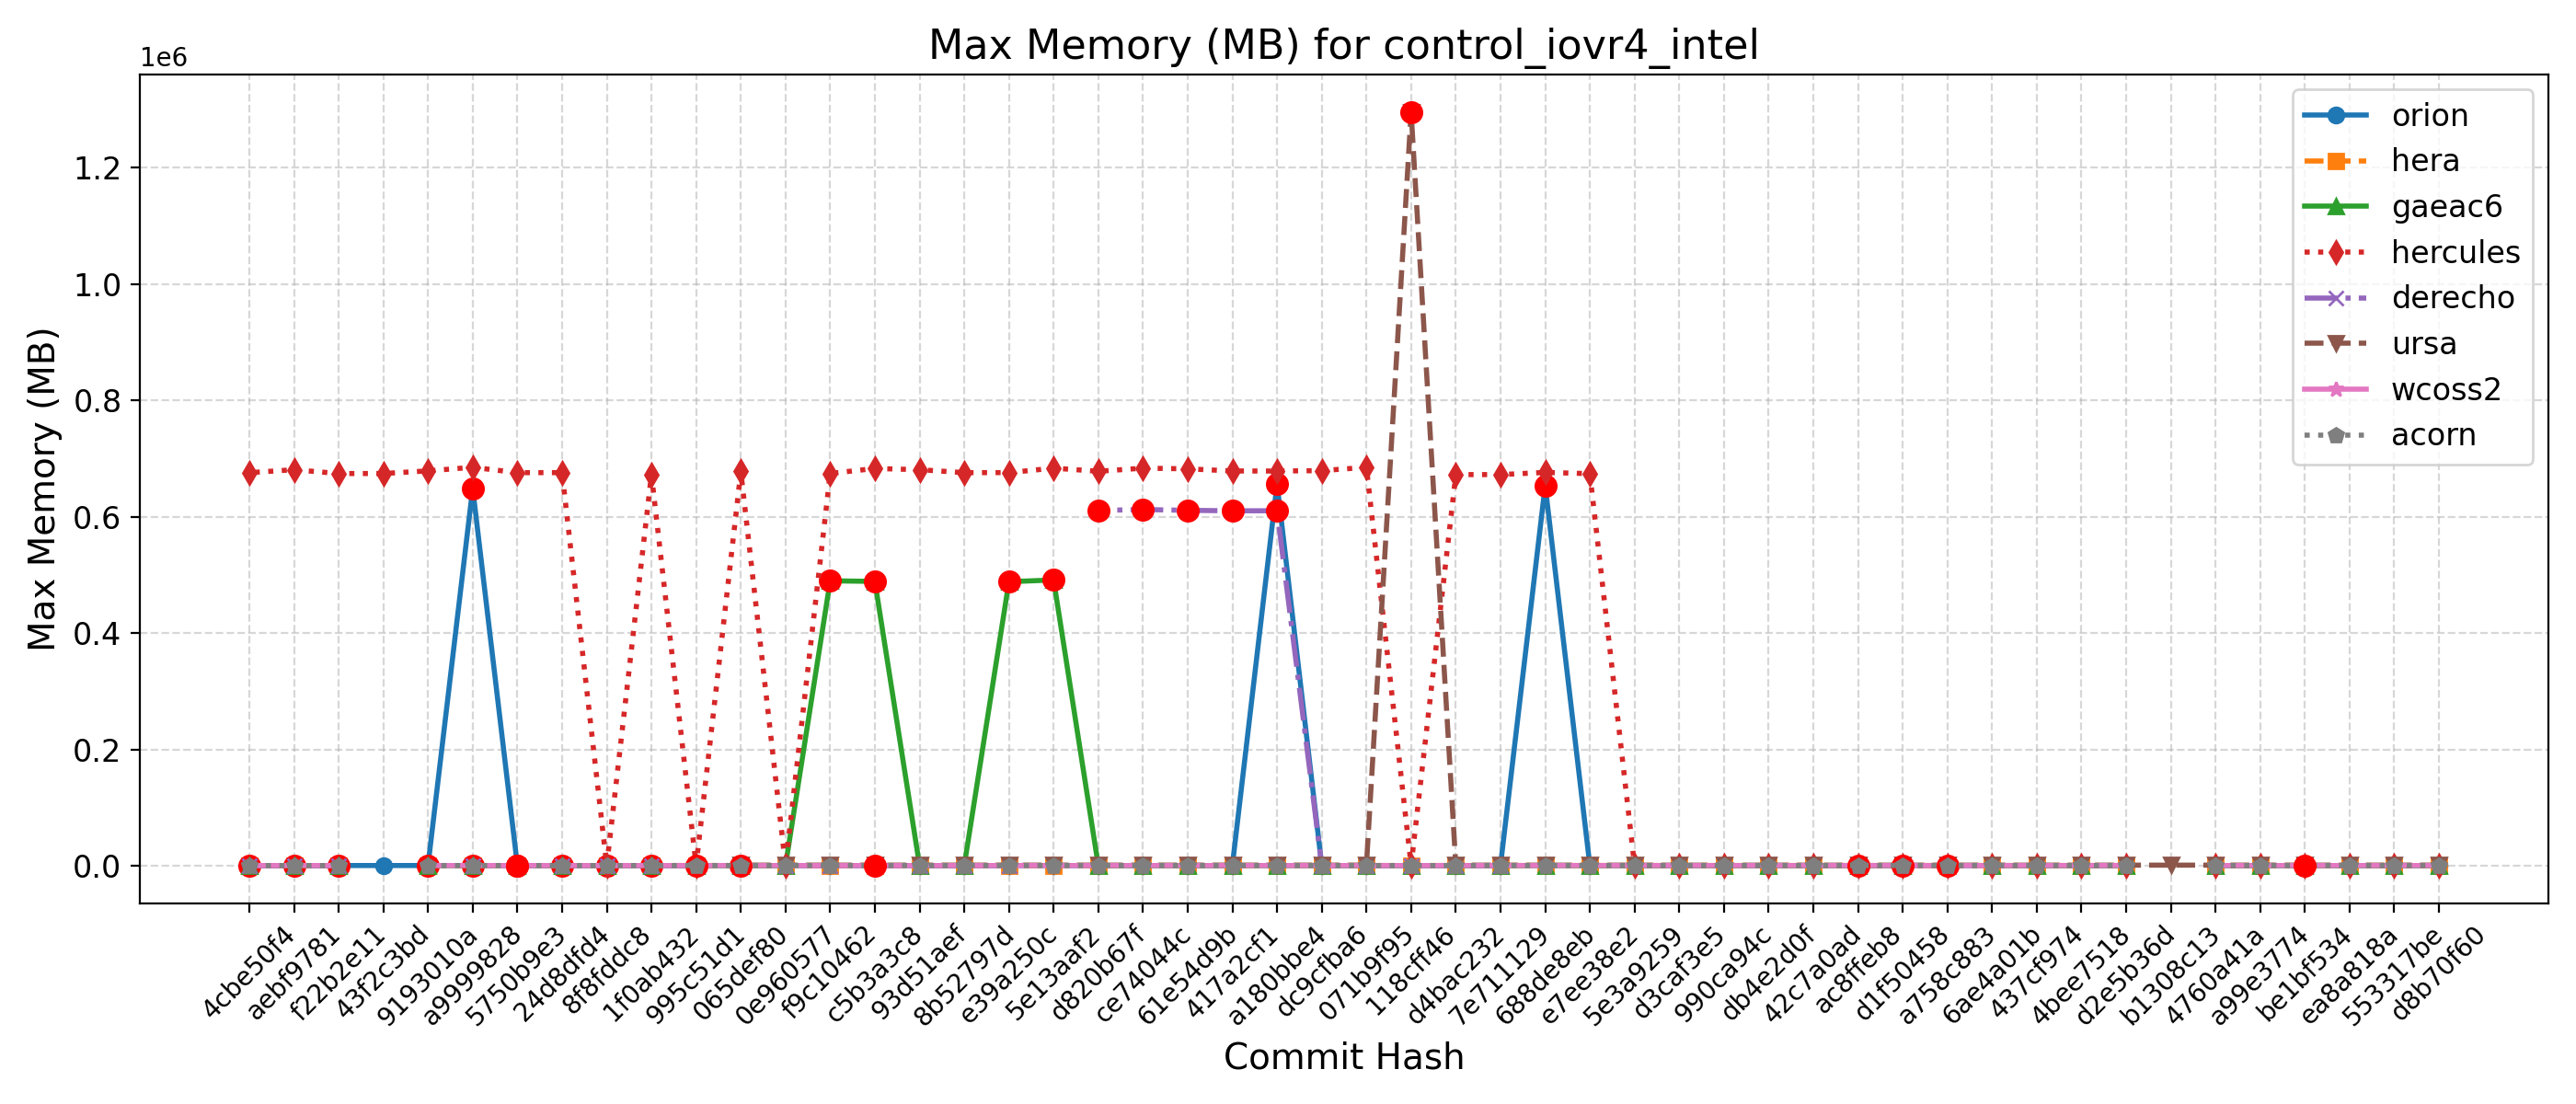 Max Memory (MB) for control_iovr4_intel
1e6
1.2
1.0
0.8
0.6
0.4
0.2
0.0
Max Memory (MB)
orion
hera
gaeac6
hercules
derecho
ursa
wcoss2
acorn
4cbe50f4
aebf9781
f22b2e11
43f2c3bd
9193010a
a9999828
5750b9e3
24d8dfd4
8f8fddc8
1f0ab432
995c51d1
065def80
0e960577
f9c10462
c5b3a3c8
93d51aef
8b52797d
e39a250c
5e13aaf2
d820b67f
ce74044c
61e54d9b
417a2cf1
a180bbe4
dc9cfba6
071b9f95
118cff46
d4bac232
7e711129
688de8eb
e7ee38e2
5e3a9259
d3caf3e5
990ca94c
db4e2d0f
42c7a0ad
ac8ffeb8
d1f50458
a758c883
6ae4a01b
437cf974
4bee7518
d2e5b36d
b1308c13
4760a41a
a99e3774
be1bf534
ea8a818a
553317be
d8b70f60
Commit Hash